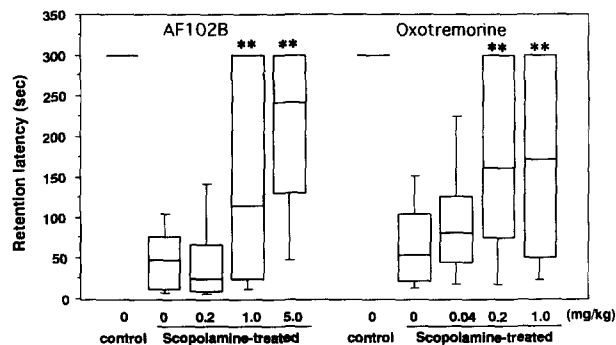 AF102B
Oxotremorine
Retention latency (sec)
350
300
250
200
150
100
50
0
** **
** **
0 0 0.2 1.0 5.0 0 0 0.04 0.2 1.0 (mg/kg)
control Scopolamine-treated control Scopolamine-treated